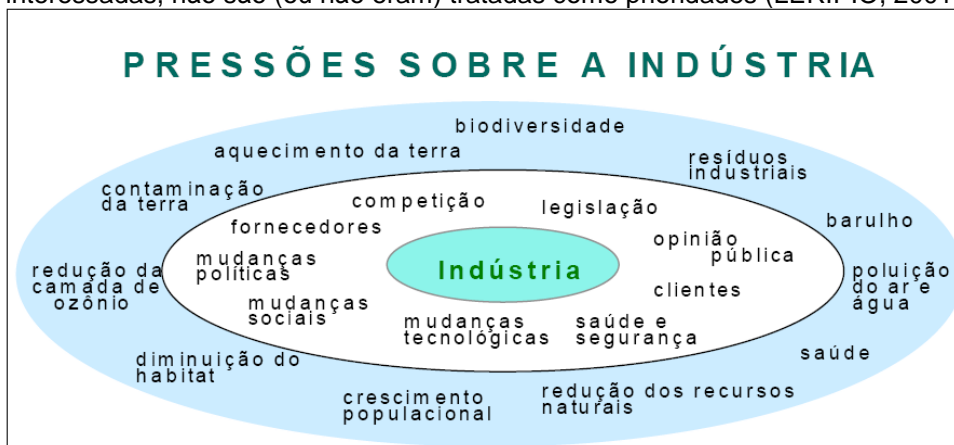 interessadas, não são (ou não eram) tratadas como prioridades (LERIPIO, 2001
PRESSÕES SOBRE A INDÚSTRIA
biodiversidade
aquecimento da terra
resíduos
industriais
contaminação
da terra
competição
legislação
barulho
fornecedores
opinião
pública
mudanças
políticas
Indústria
redução da
camada de
ozônio
poluição
do ar e
água
clientes
mudanças
sociais
mudanças
tecnológicas
saúde e
segurança
saúde
diminuição do
habitat
redução dos recursos
naturais
crescimento
populacional